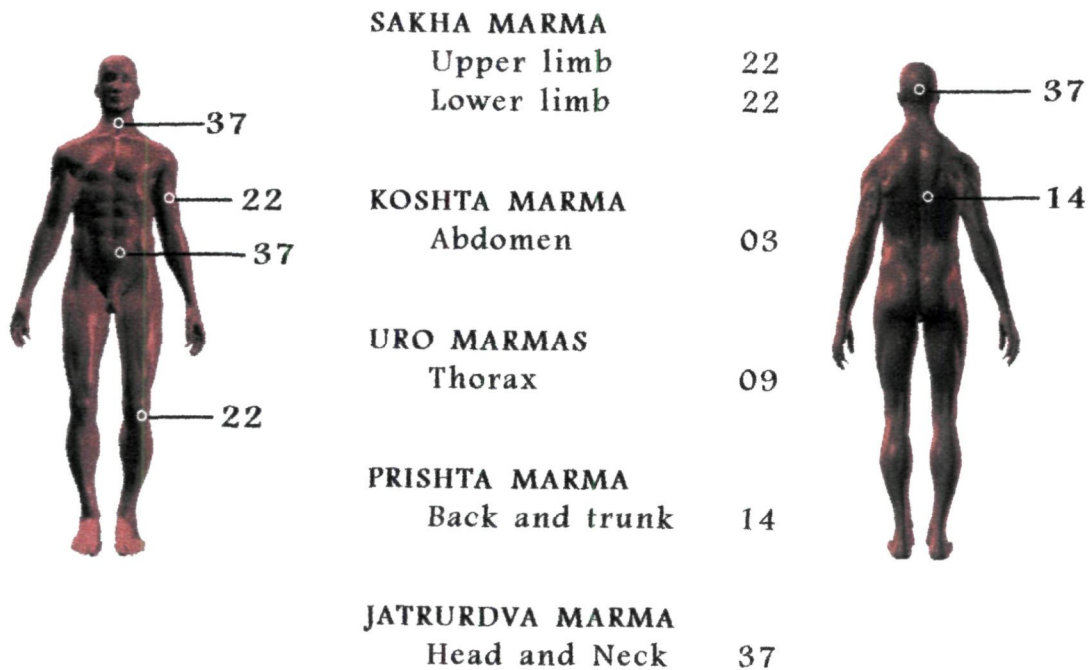 SAKHA MARMA
Upper limb 22
Lower limb 22
KOSHTA MARMA
Abdomen 03
URO MARMAS
Thorax 09
PRISHTA MARMA
Back and trunk 14
JATRURDVA MARMA
Head and Neck 37
37
22
37
22
37
14